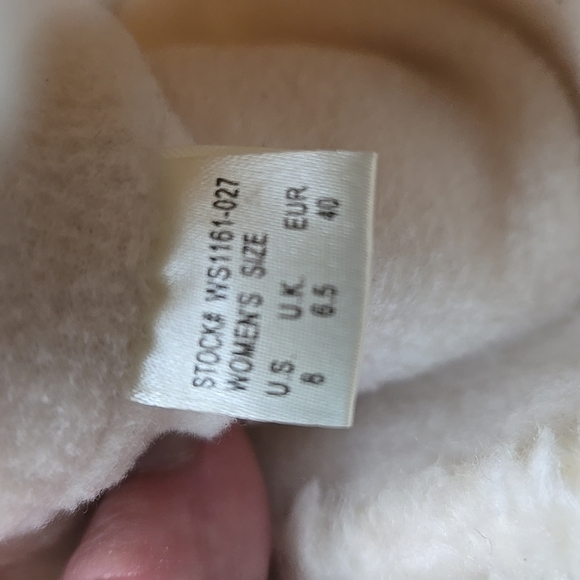 STOCK# WS1161-027
WOMEN'S SIZE
U.S. U.K. EUR
8 6.5 40